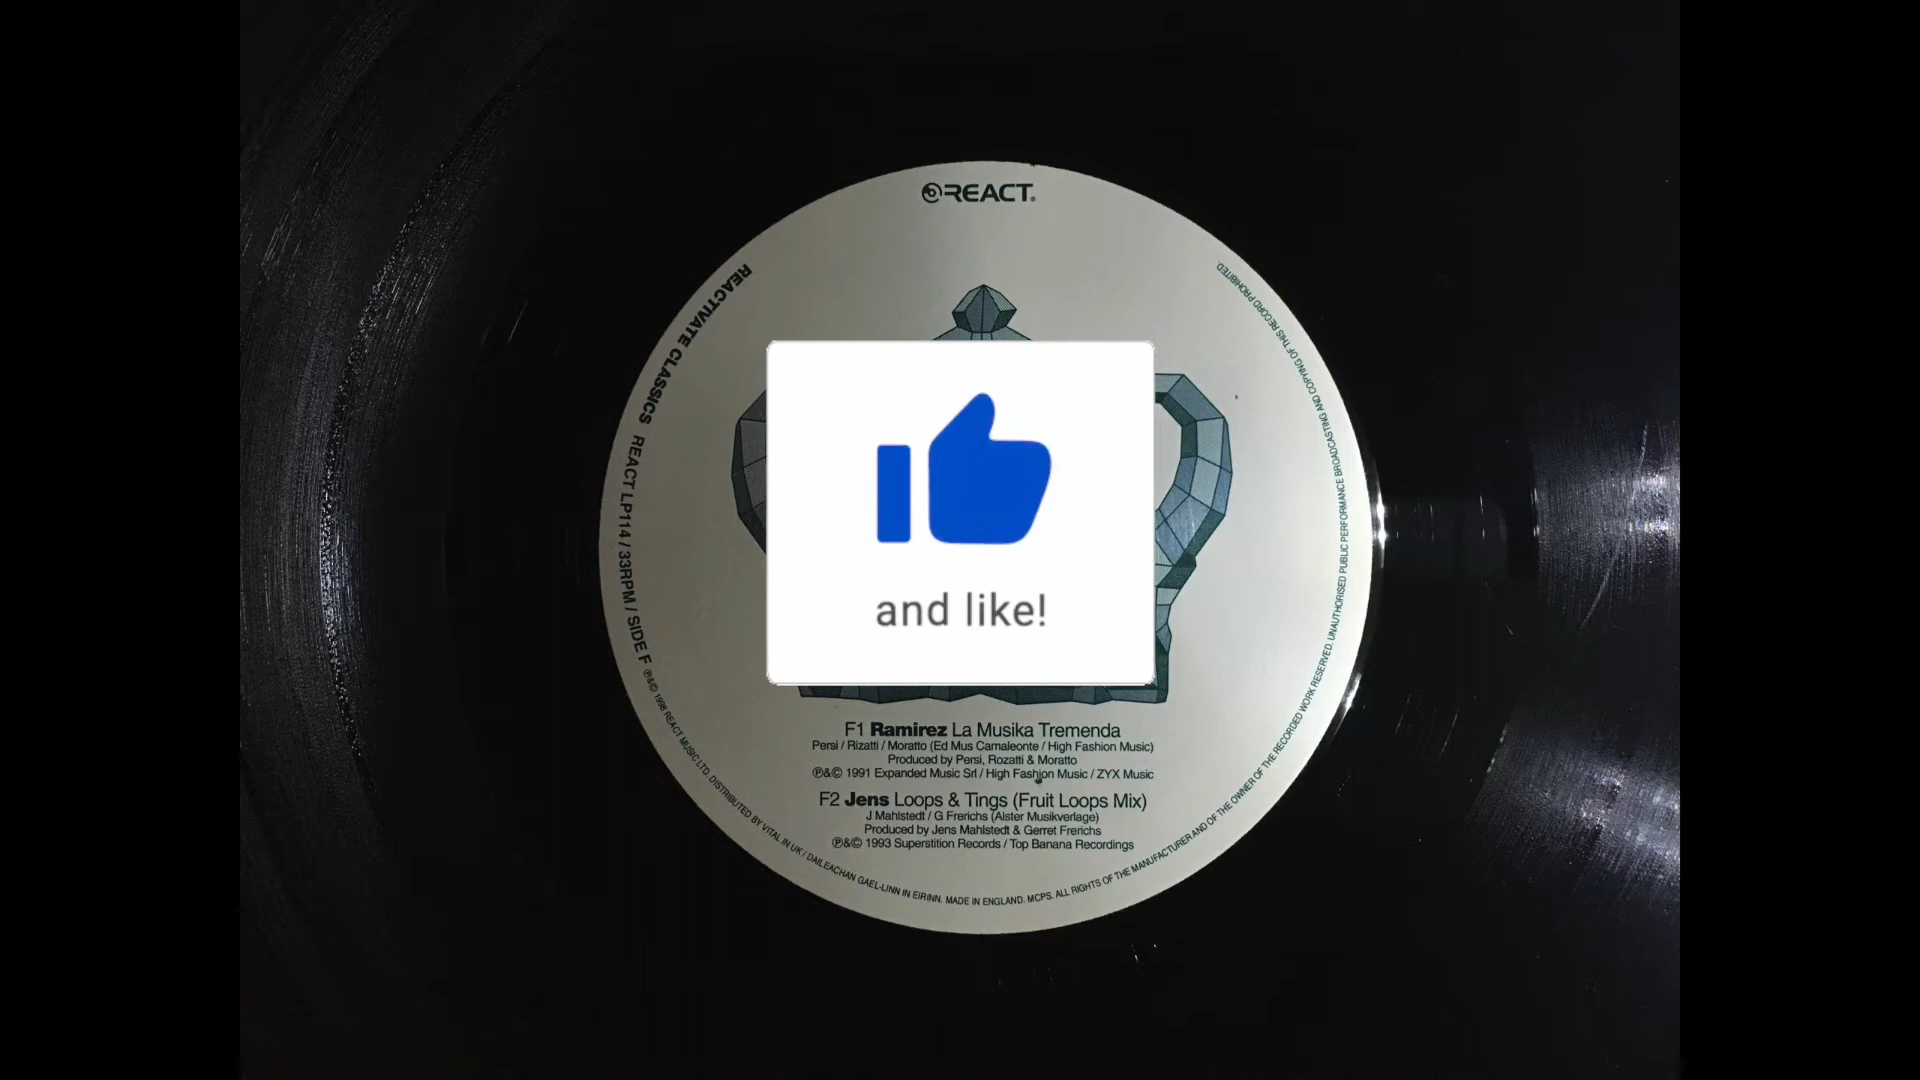 REACT.
REACTIVATE CLASSICS REACT LP114 / 33RPM / SIDE F ℗&© 1998 REACT MUSIC LTD. DISTRIBUTED BY VITAL IN UK / DAILEACHAN GAEL-LINN IN EIRINN. MADE IN ENGLAND. MCPS. ALL RIGHTS OF THE MANUFACTURER AND OF THE OWNER OF THE RECORDED WORK RESERVED. UNAUTHORISED PUBLIC PERFORMANCE BROADCASTING AND COPYING OF THIS RECORD PROHIBITED.
and like!
F1 Ramirez La Musika Tremenda
Persi / Rizatti / Moratto (Ed Mus Camaleonte / High Fashion Music)
Produced by Persi, Rozatti & Moratto
℗&© 1991 Expanded Music Srl / High Fashion Music / ZYX Music
F2 Jens Loops & Tings (Fruit Loops Mix)
J Mahlstedt / G Frerichs (Alster Musikverlage)
Produced by Jens Mahlstedt & Gerret Frerichs
℗&© 1993 Superstition Records / Top Banana Recordings